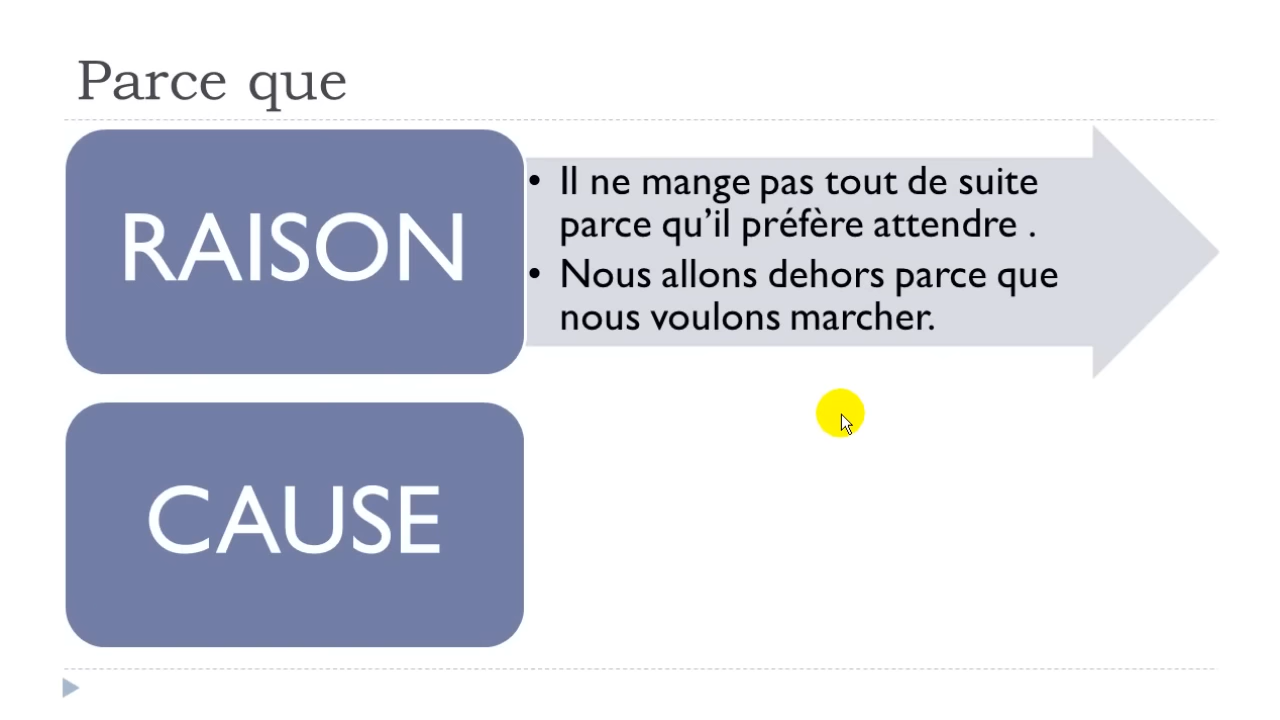 Parce que
RAISON
• Il ne mange pas tout de suite
parce qu’il préfère attendre .
• Nous allons dehors parce que
nous voulons marcher.
CAUSE